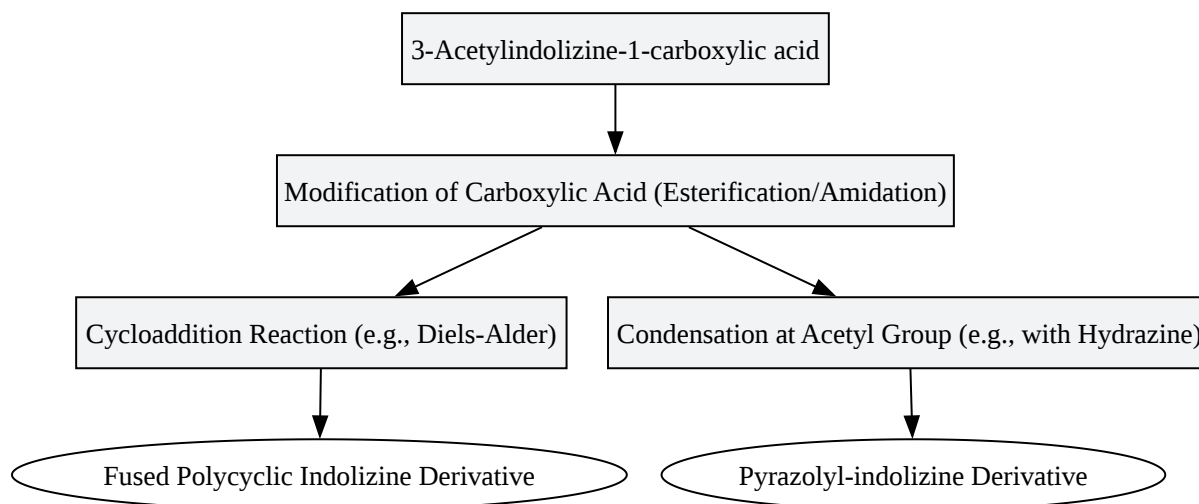 3-Acetylindolizine-1-carboxylic acid
Modification of Carboxylic Acid (Esterification/Amidation)
Cycloaddition Reaction (e.g., Diels-Alder)
Condensation at Acetyl Group (e.g., with Hydrazine)
Fused Polycyclic Indolizine Derivative
Pyrazolyl-indolizine Derivative